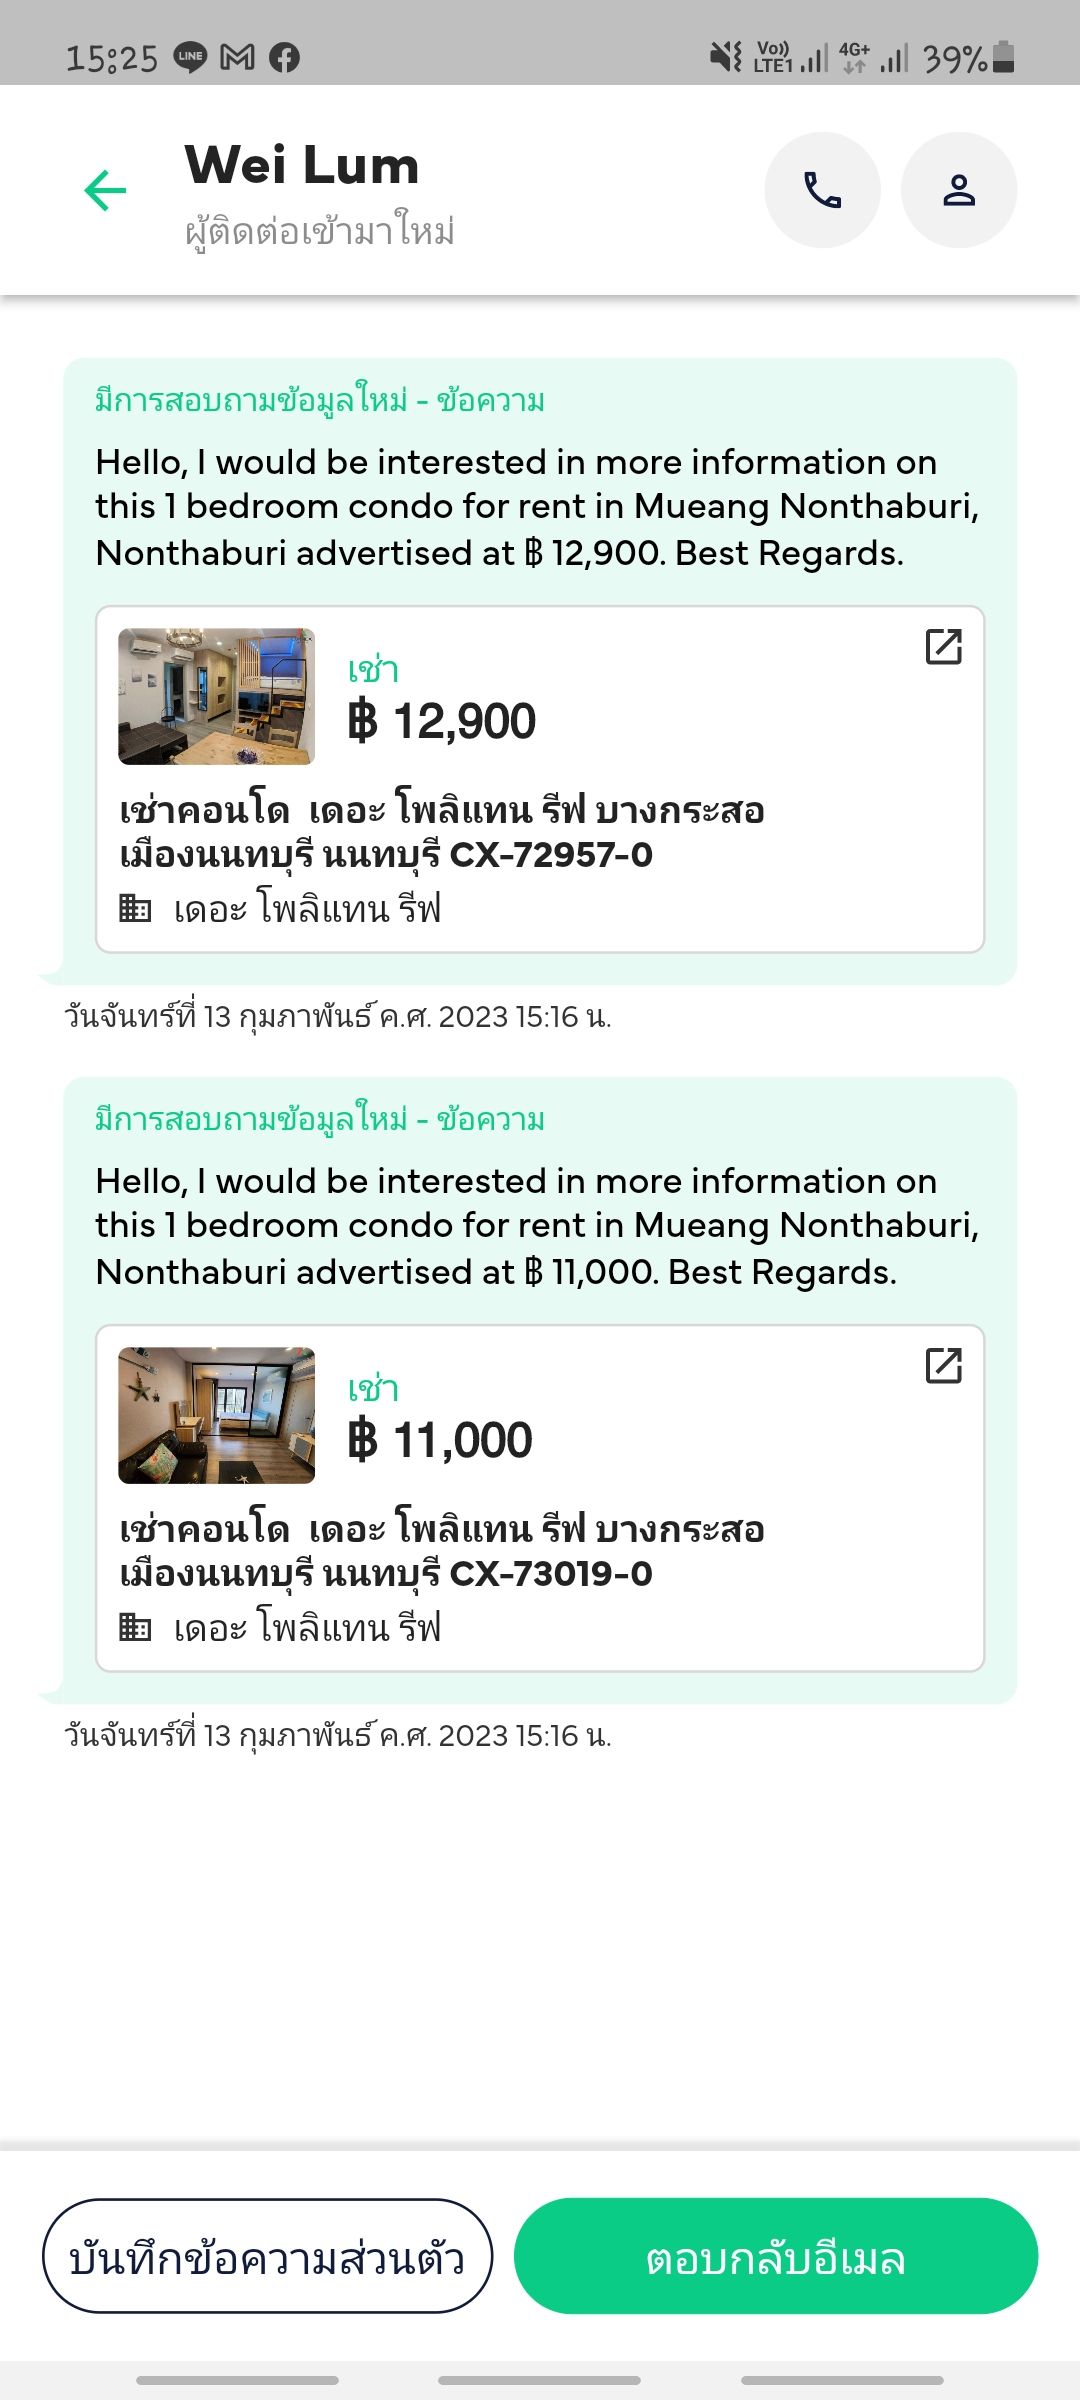 15:25 LINE Vo)) LTE1 4G+ 39%
Wei Lum
ผู้ติดต่อเข้ามาใหม่
มีการสอบถามข้อมูลใหม่ - ข้อความ
Hello, I would be interested in more information on
this 1 bedroom condo for rent in Mueang Nonthaburi,
Nonthaburi advertised at ฿ 12,900. Best Regards.
เช่า
฿ 12,900
เช่าคอนโด เดอะ โพลิแทน รีฟ บางกระสอ
เมืองนนทบุรี นนทบุรี CX-72957-0
เดอะ โพลิแทน รีฟ
วันจันทร์ที่ 13 กุมภาพันธ์ ค.ศ. 2023 15:16 น.
มีการสอบถามข้อมูลใหม่ - ข้อความ
Hello, I would be interested in more information on
this 1 bedroom condo for rent in Mueang Nonthaburi,
Nonthaburi advertised at ฿ 11,000. Best Regards.
เช่า
฿ 11,000
เช่าคอนโด เดอะ โพลิแทน รีฟ บางกระสอ
เมืองนนทบุรี นนทบุรี CX-73019-0
เดอะ โพลิแทน รีฟ
วันจันทร์ที่ 13 กุมภาพันธ์ ค.ศ. 2023 15:16 น.
บันทึกข้อความส่วนตัว
ตอบกลับอีเมล